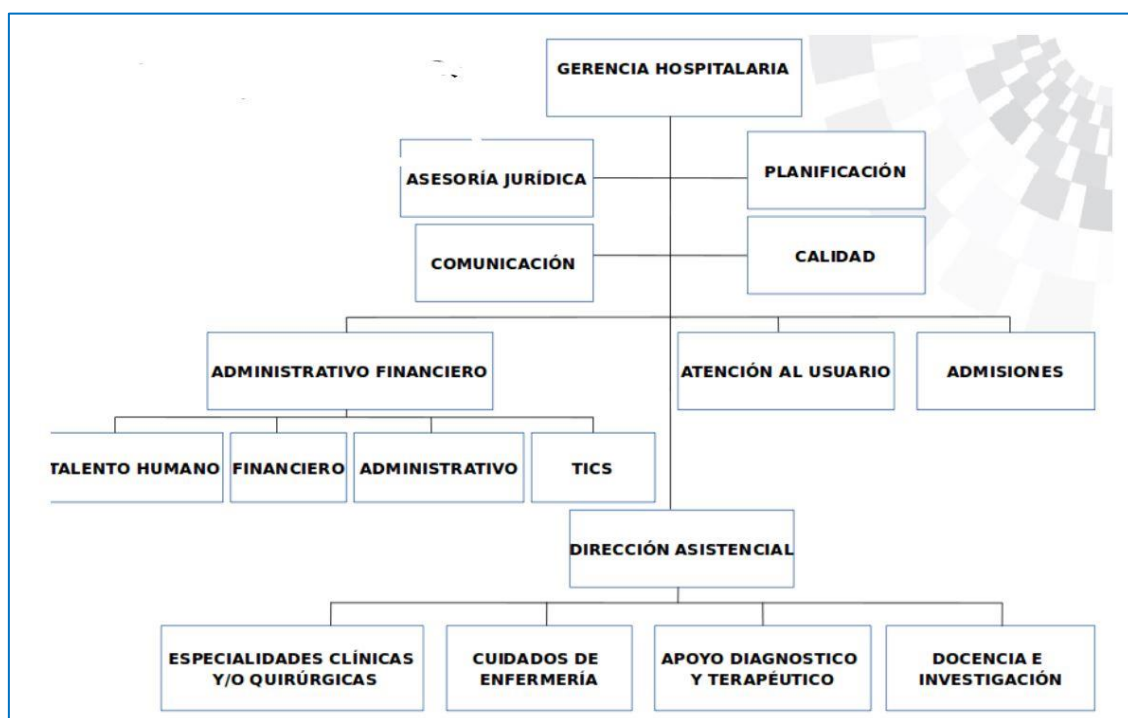 GERENCIA HOSPITALARIA
ASESORÍA JURÍDICA
PLANIFICACIÓN
COMUNICACIÓN
CALIDAD
ADMINISTRATIVO FINANCIERO
ATENCIÓN AL USUARIO
ADMISIONES
TALENTO HUMANO
FINANCIERO
ADMINISTRATIVO
TICS
DIRECCIÓN ASISTENCIAL
ESPECIALIDADES CLÍNICAS
Y/O QUIRÚRGICAS
CUIDADOS DE
ENFERMERÍA
APOYO DIAGNOSTICO
Y TERAPÉUTICO
DOCENCIA E
INVESTIGACIÓN